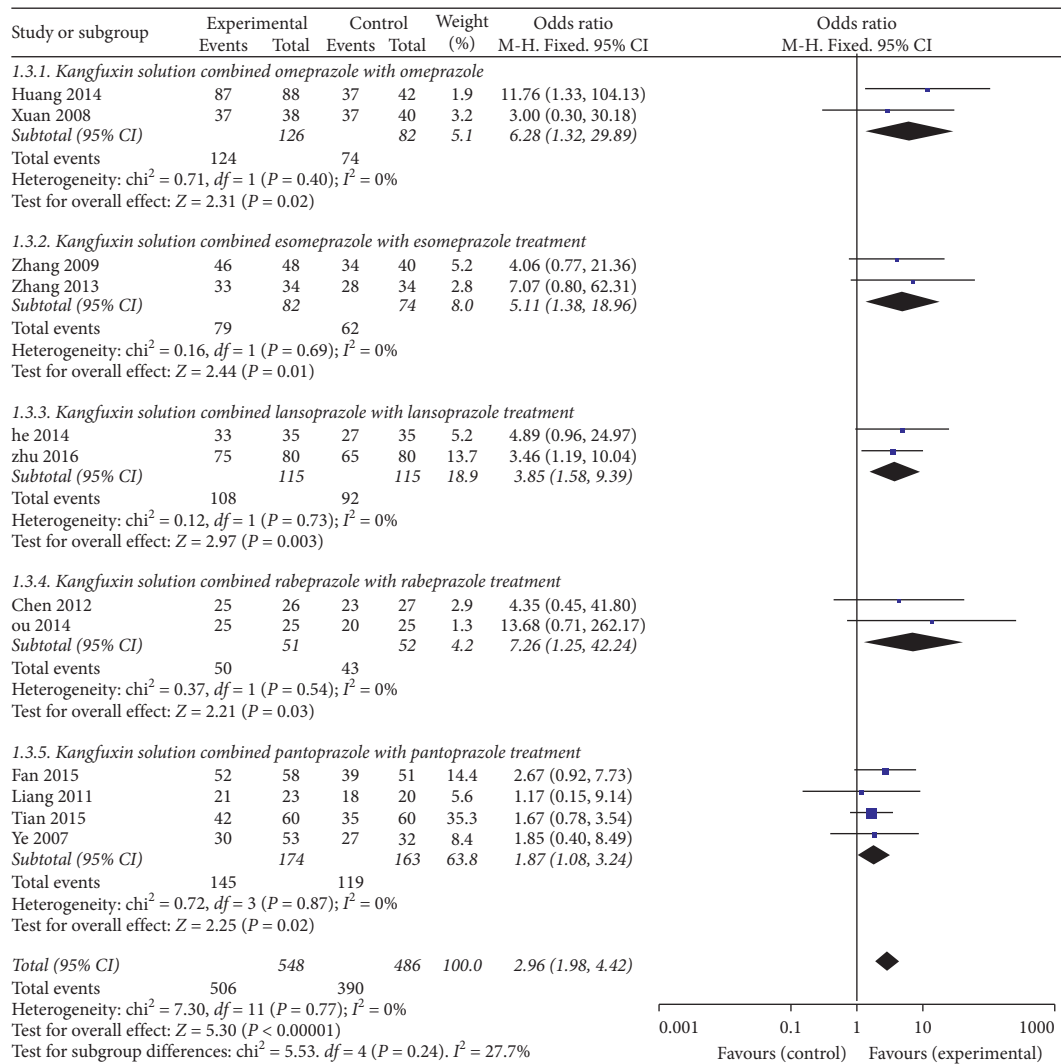 Study or subgroup Experimental Control Weight Odds ratio Odds ratio
Events Total Events Total (%) M-H. Fixed. 95% CI M-H. Fixed. 95% CI
1.3.1. Kangfuxin solution combined omeprazole with omeprazole
Huang 2014 87 88 37 42 1.9 11.76 (1.33, 104.13)
Xuan 2008 37 38 37 40 3.2 3.00 (0.30, 30.18)
Subtotal (95% CI) 126 82 5.1 6.28 (1.32, 29.89)
Total events 124 74
Heterogeneity: chi² = 0.71, df = 1 (P = 0.40); I² = 0%
Test for overall effect: Z = 2.31 (P = 0.02)
1.3.2. Kangfuxin solution combined esomeprazole with esomeprazole treatment
Zhang 2009 46 48 34 40 5.2 4.06 (0.77, 21.36)
Zhang 2013 33 34 28 34 2.8 7.07 (0.80, 62.31)
Subtotal (95% CI) 82 74 8.0 5.11 (1.38, 18.96)
Total events 79 62
Heterogeneity: chi² = 0.16, df = 1 (P = 0.69); I² = 0%
Test for overall effect: Z = 2.44 (P = 0.01)
1.3.3. Kangfuxin solution combined lansoprazole with lansoprazole treatment
he 2014 33 35 27 35 5.2 4.89 (0.96, 24.97)
zhu 2016 75 80 65 80 13.7 3.46 (1.19, 10.04)
Subtotal (95% CI) 115 115 18.9 3.85 (1.58, 9.39)
Total events 108 92
Heterogeneity: chi² = 0.12, df = 1 (P = 0.73); I² = 0%
Test for overall effect: Z = 2.97 (P = 0.003)
1.3.4. Kangfuxin solution combined rabeprazole with rabeprazole treatment
Chen 2012 25 26 23 27 2.9 4.35 (0.45, 41.80)
ou 2014 25 25 20 25 1.3 13.68 (0.71, 262.17)
Subtotal (95% CI) 51 52 4.2 7.26 (1.25, 42.24)
Total events 50 43
Heterogeneity: chi² = 0.37, df = 1 (P = 0.54); I² = 0%
Test for overall effect: Z = 2.21 (P = 0.03)
1.3.5. Kangfuxin solution combined pantoprazole with pantoprazole treatment
Fan 2015 52 58 39 51 14.4 2.67 (0.92, 7.73)
Liang 2011 21 23 18 20 5.6 1.17 (0.15, 9.14)
Tian 2015 42 60 35 60 35.3 1.67 (0.78, 3.54)
Ye 2007 30 53 27 32 8.4 1.85 (0.40, 8.49)
Subtotal (95% CI) 174 163 63.8 1.87 (1.08, 3.24)
Total events 145 119
Heterogeneity: chi² = 0.72, df = 3 (P = 0.87); I² = 0%
Test for overall effect: Z = 2.25 (P = 0.02)
Total (95% CI) 548 486 100.0 2.96 (1.98, 4.42)
Total events 506 390
Heterogeneity: chi² = 7.30, df = 11 (P = 0.77); I² = 0%
Test for overall effect: Z = 5.30 (P < 0.00001)
Test for subgroup differences: chi² = 5.53. df = 4 (P = 0.24). I² = 27.7%
0.001 0.1 1 10 1000
Favours (control) Favours (experimental)